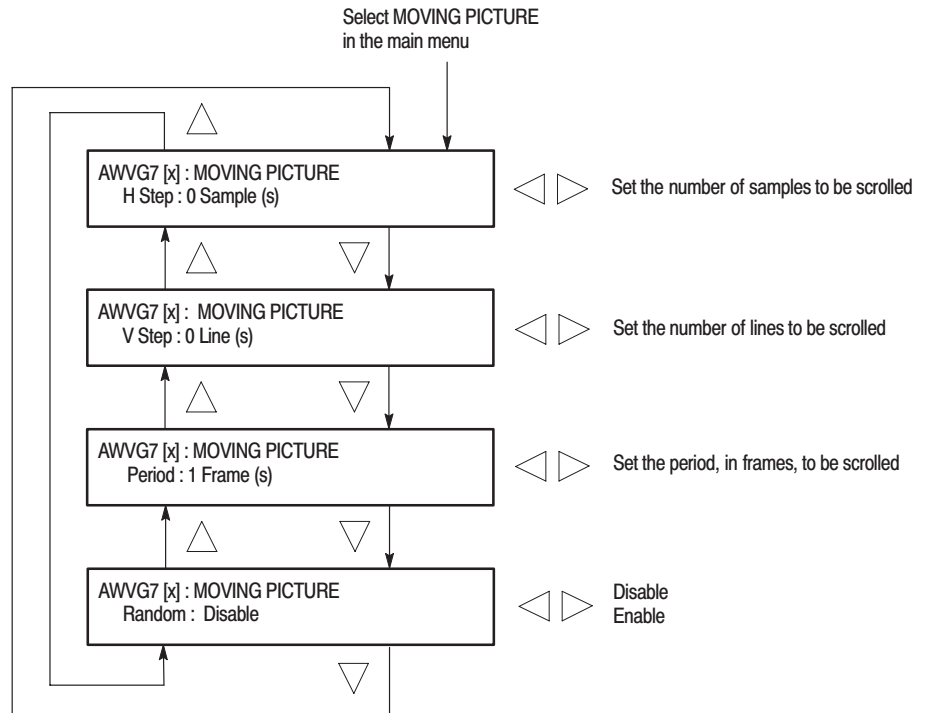 Select MOVING PICTURE
in the main menu
AWVG7 [x] : MOVING PICTURE
H Step : 0 Sample (s)
Set the number of samples to be scrolled
AWVG7 [x] : MOVING PICTURE
V Step : 0 Line (s)
Set the number of lines to be scrolled
AWVG7 [x] : MOVING PICTURE
Period : 1 Frame (s)
Set the period, in frames, to be scrolled
AWVG7 [x] : MOVING PICTURE
Random : Disable
Disable
Enable